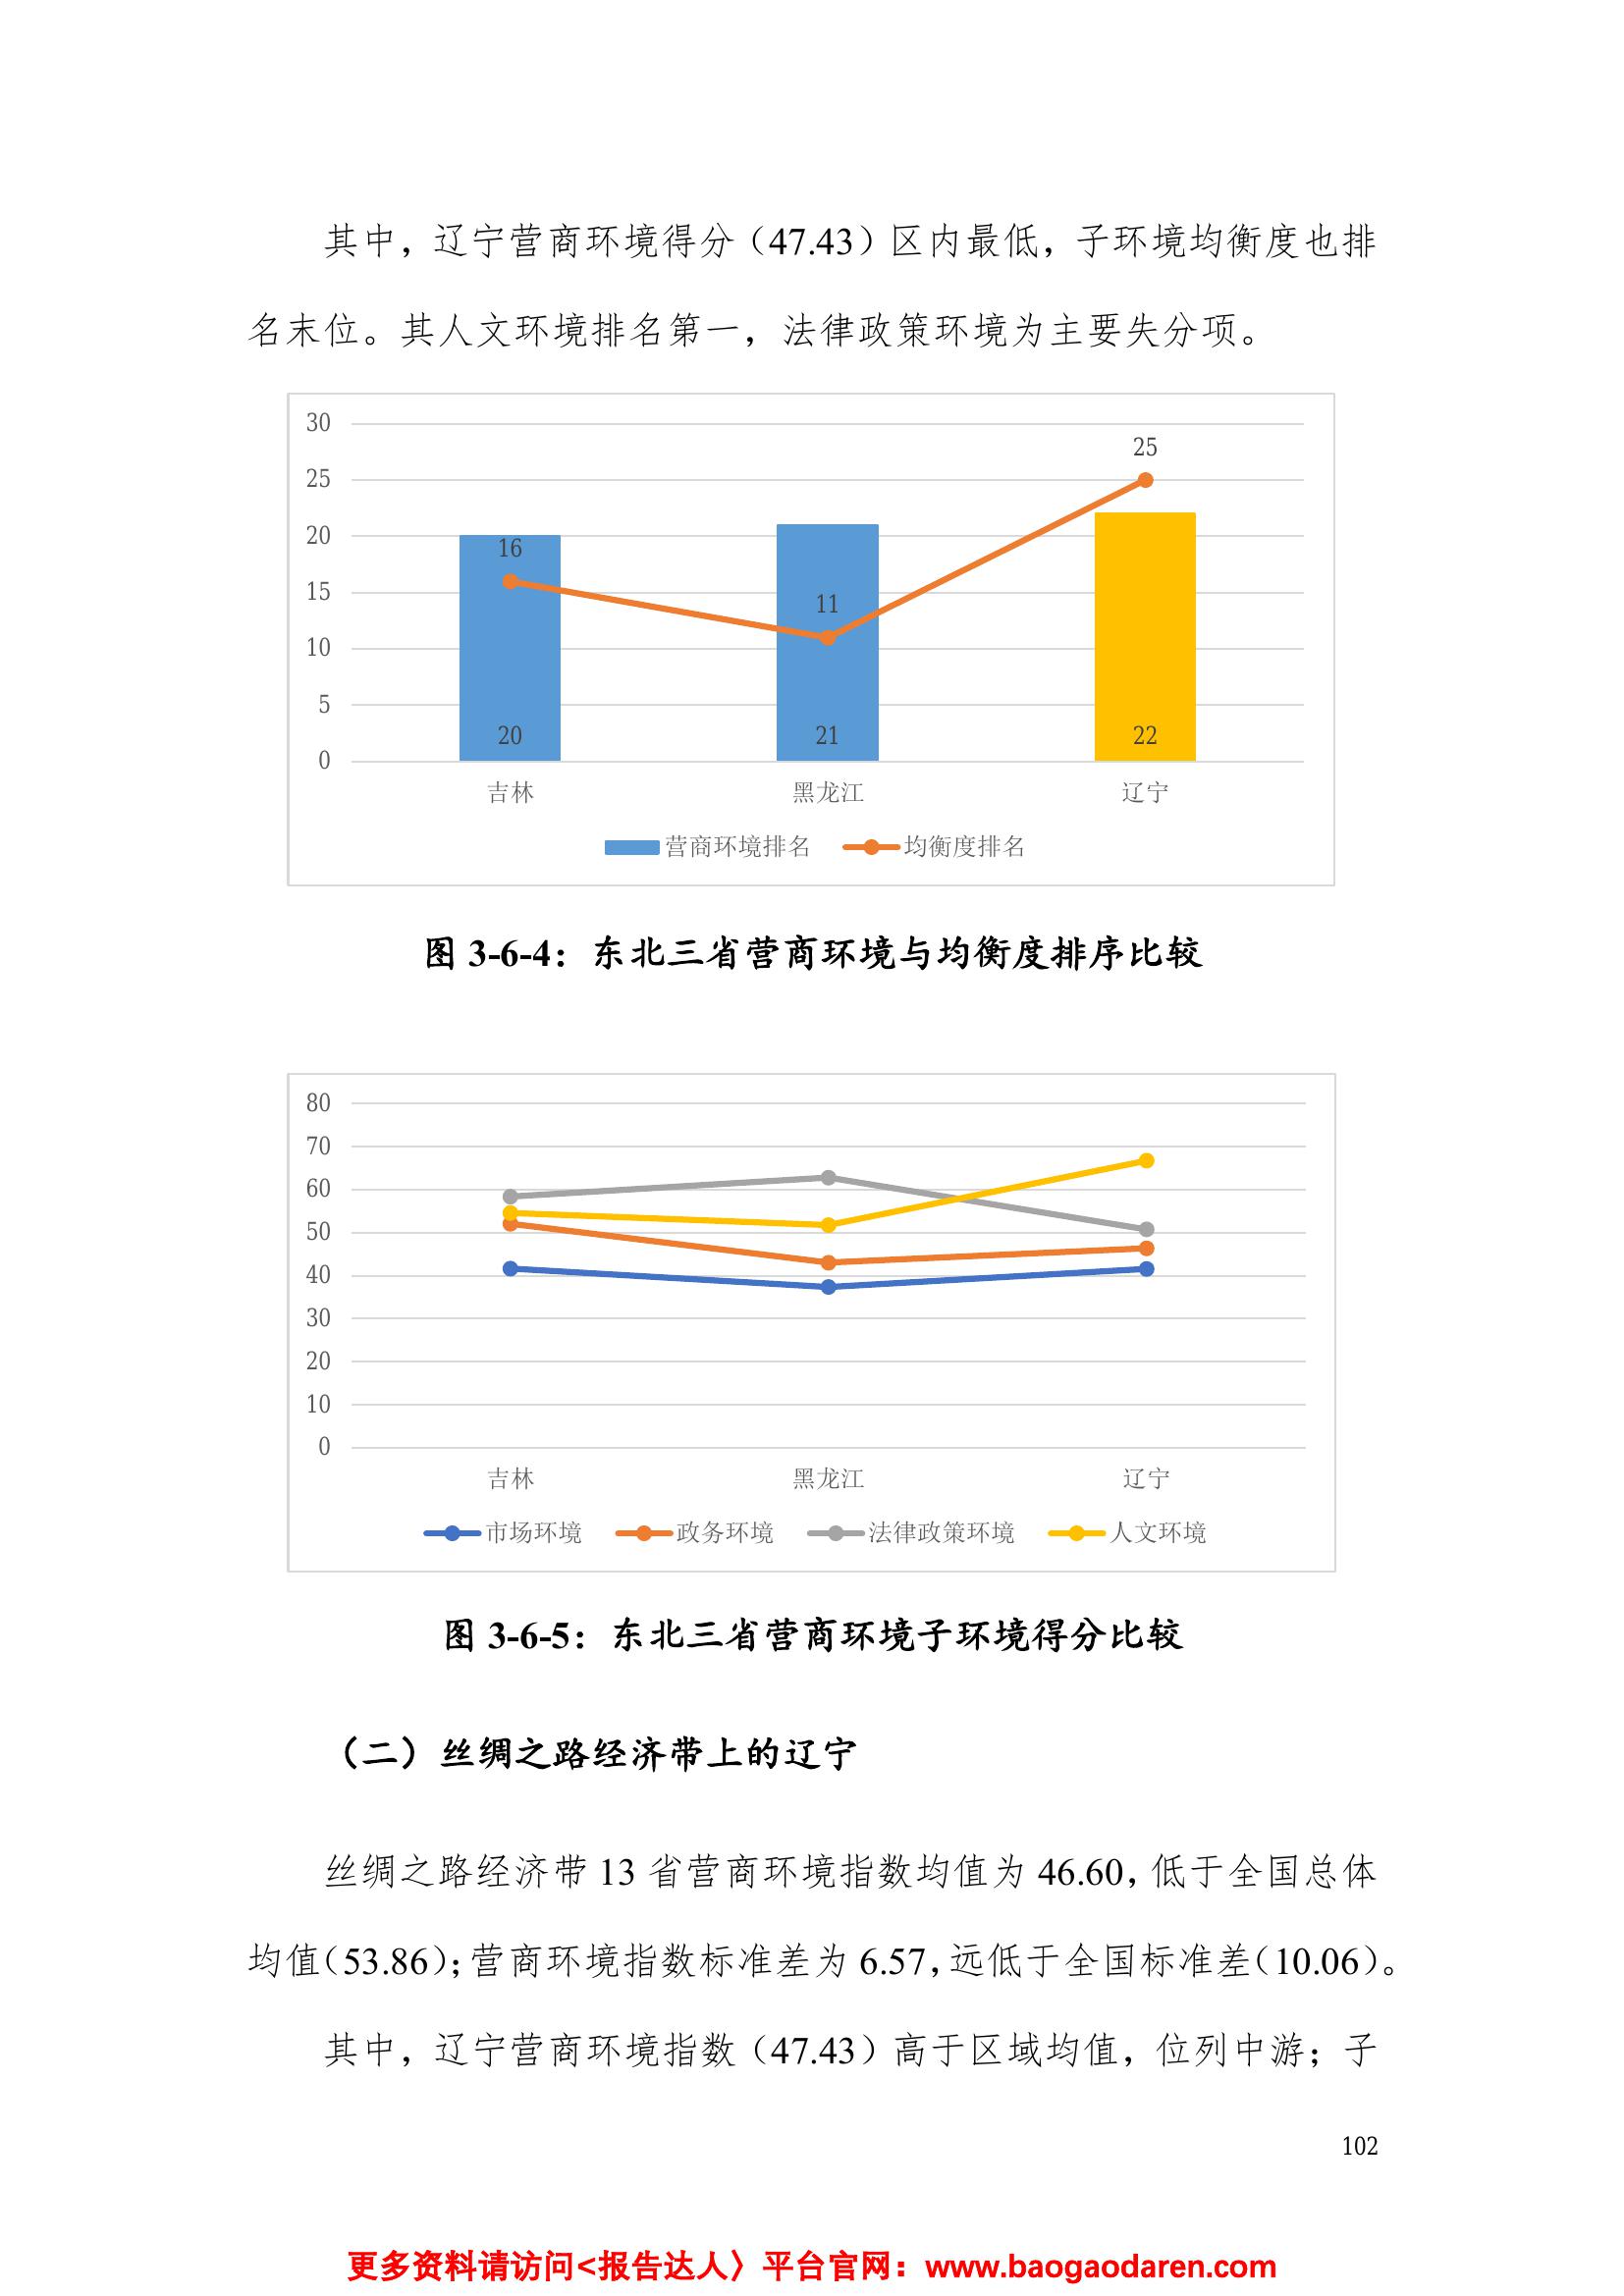 其中，辽宁营商环境得分（47.43）区内最低，子环境均衡度也排
名末位。其人文环境排名第一，法律政策环境为主要失分项。
30
25
20
15
10
5
0
16
11
25
20
21
22
吉林
黑龙江
辽宁
营商环境排名
均衡度排名
图 3-6-4：东北三省营商环境与均衡度排序比较
80
70
60
50
40
30
20
10
0
吉林
黑龙江
辽宁
市场环境
政务环境
法律政策环境
人文环境
图 3-6-5：东北三省营商环境子环境得分比较
（二）丝绸之路经济带上的辽宁
丝绸之路经济带 13 省营商环境指数均值为 46.60，低于全国总体
均值（53.86）；营商环境指数标准差为 6.57，远低于全国标准差（10.06）。
其中，辽宁营商环境指数（47.43）高于区域均值，位列中游；子
102
更多资料请访问<报告达人〉平台官网：www.baogaodaren.com